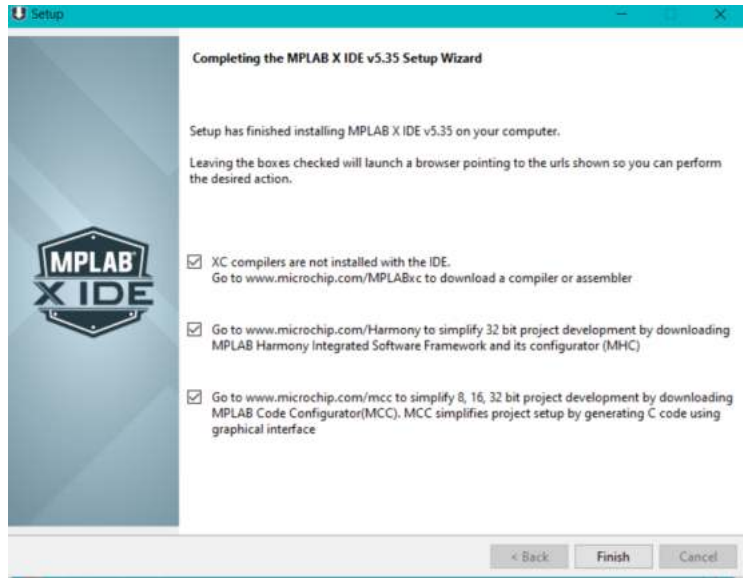 Setup
Completing the MPLAB X IDE v5.35 Setup Wizard
Setup has finished installing MPLAB X IDE v5.35 on your computer.
Leaving the boxes checked will launch a browser pointing to the urls shown so you can perform
the desired action.
MPLAB
X IDE
XC compilers are not installed with the IDE.
Go to www.microchip.com/MPLABxc to download a compiler or assembler
Go to www.microchip.com/Harmony to simplify 32 bit project development by downloading
MPLAB Harmony Integrated Software Framework and its configurator (MHC)
Go to www.microchip.com/mcc to simplify 8, 16, 32 bit project development by downloading
MPLAB Code Configurator(MCC). MCC simplifies project setup by generating C code using
graphical interface
< Back Finish Cancel